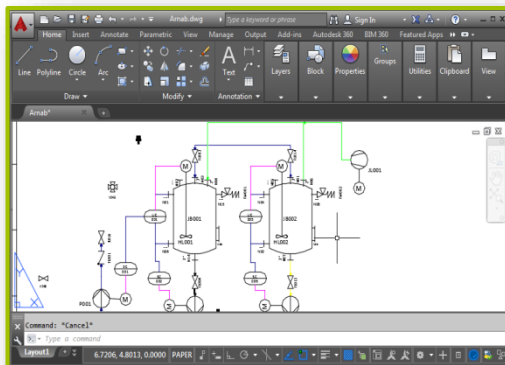 Arnab.dwg
Type a keyword or phrase
Sign In
Home Insert Annotate Parametric View Manage Output Add-ins Autodesk 360 BIM 360 Featured Apps
Line Polyline Circle Arc
Text
Layers Block Properties Groups Utilities Clipboard View
Draw Modify Annotation
Arnab*
M M
JL001
M
JB001 JB002
HL001 HL002
P001 M M M
X
Command: *Cancel*
Type a command
Layout1 + 6.7206, 4.8013, 0.0000 PAPER